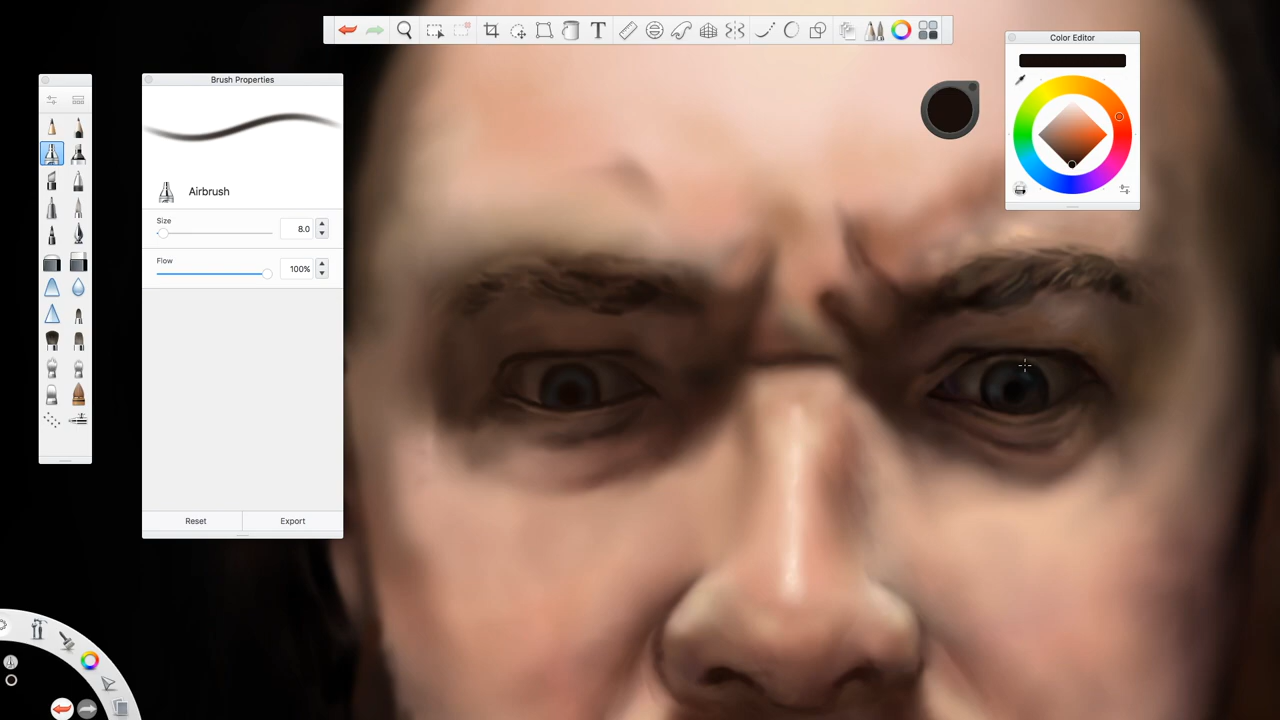 Color Editor
Brush Properties
Airbrush
Size
8.0
Flow
100%
Reset
Export